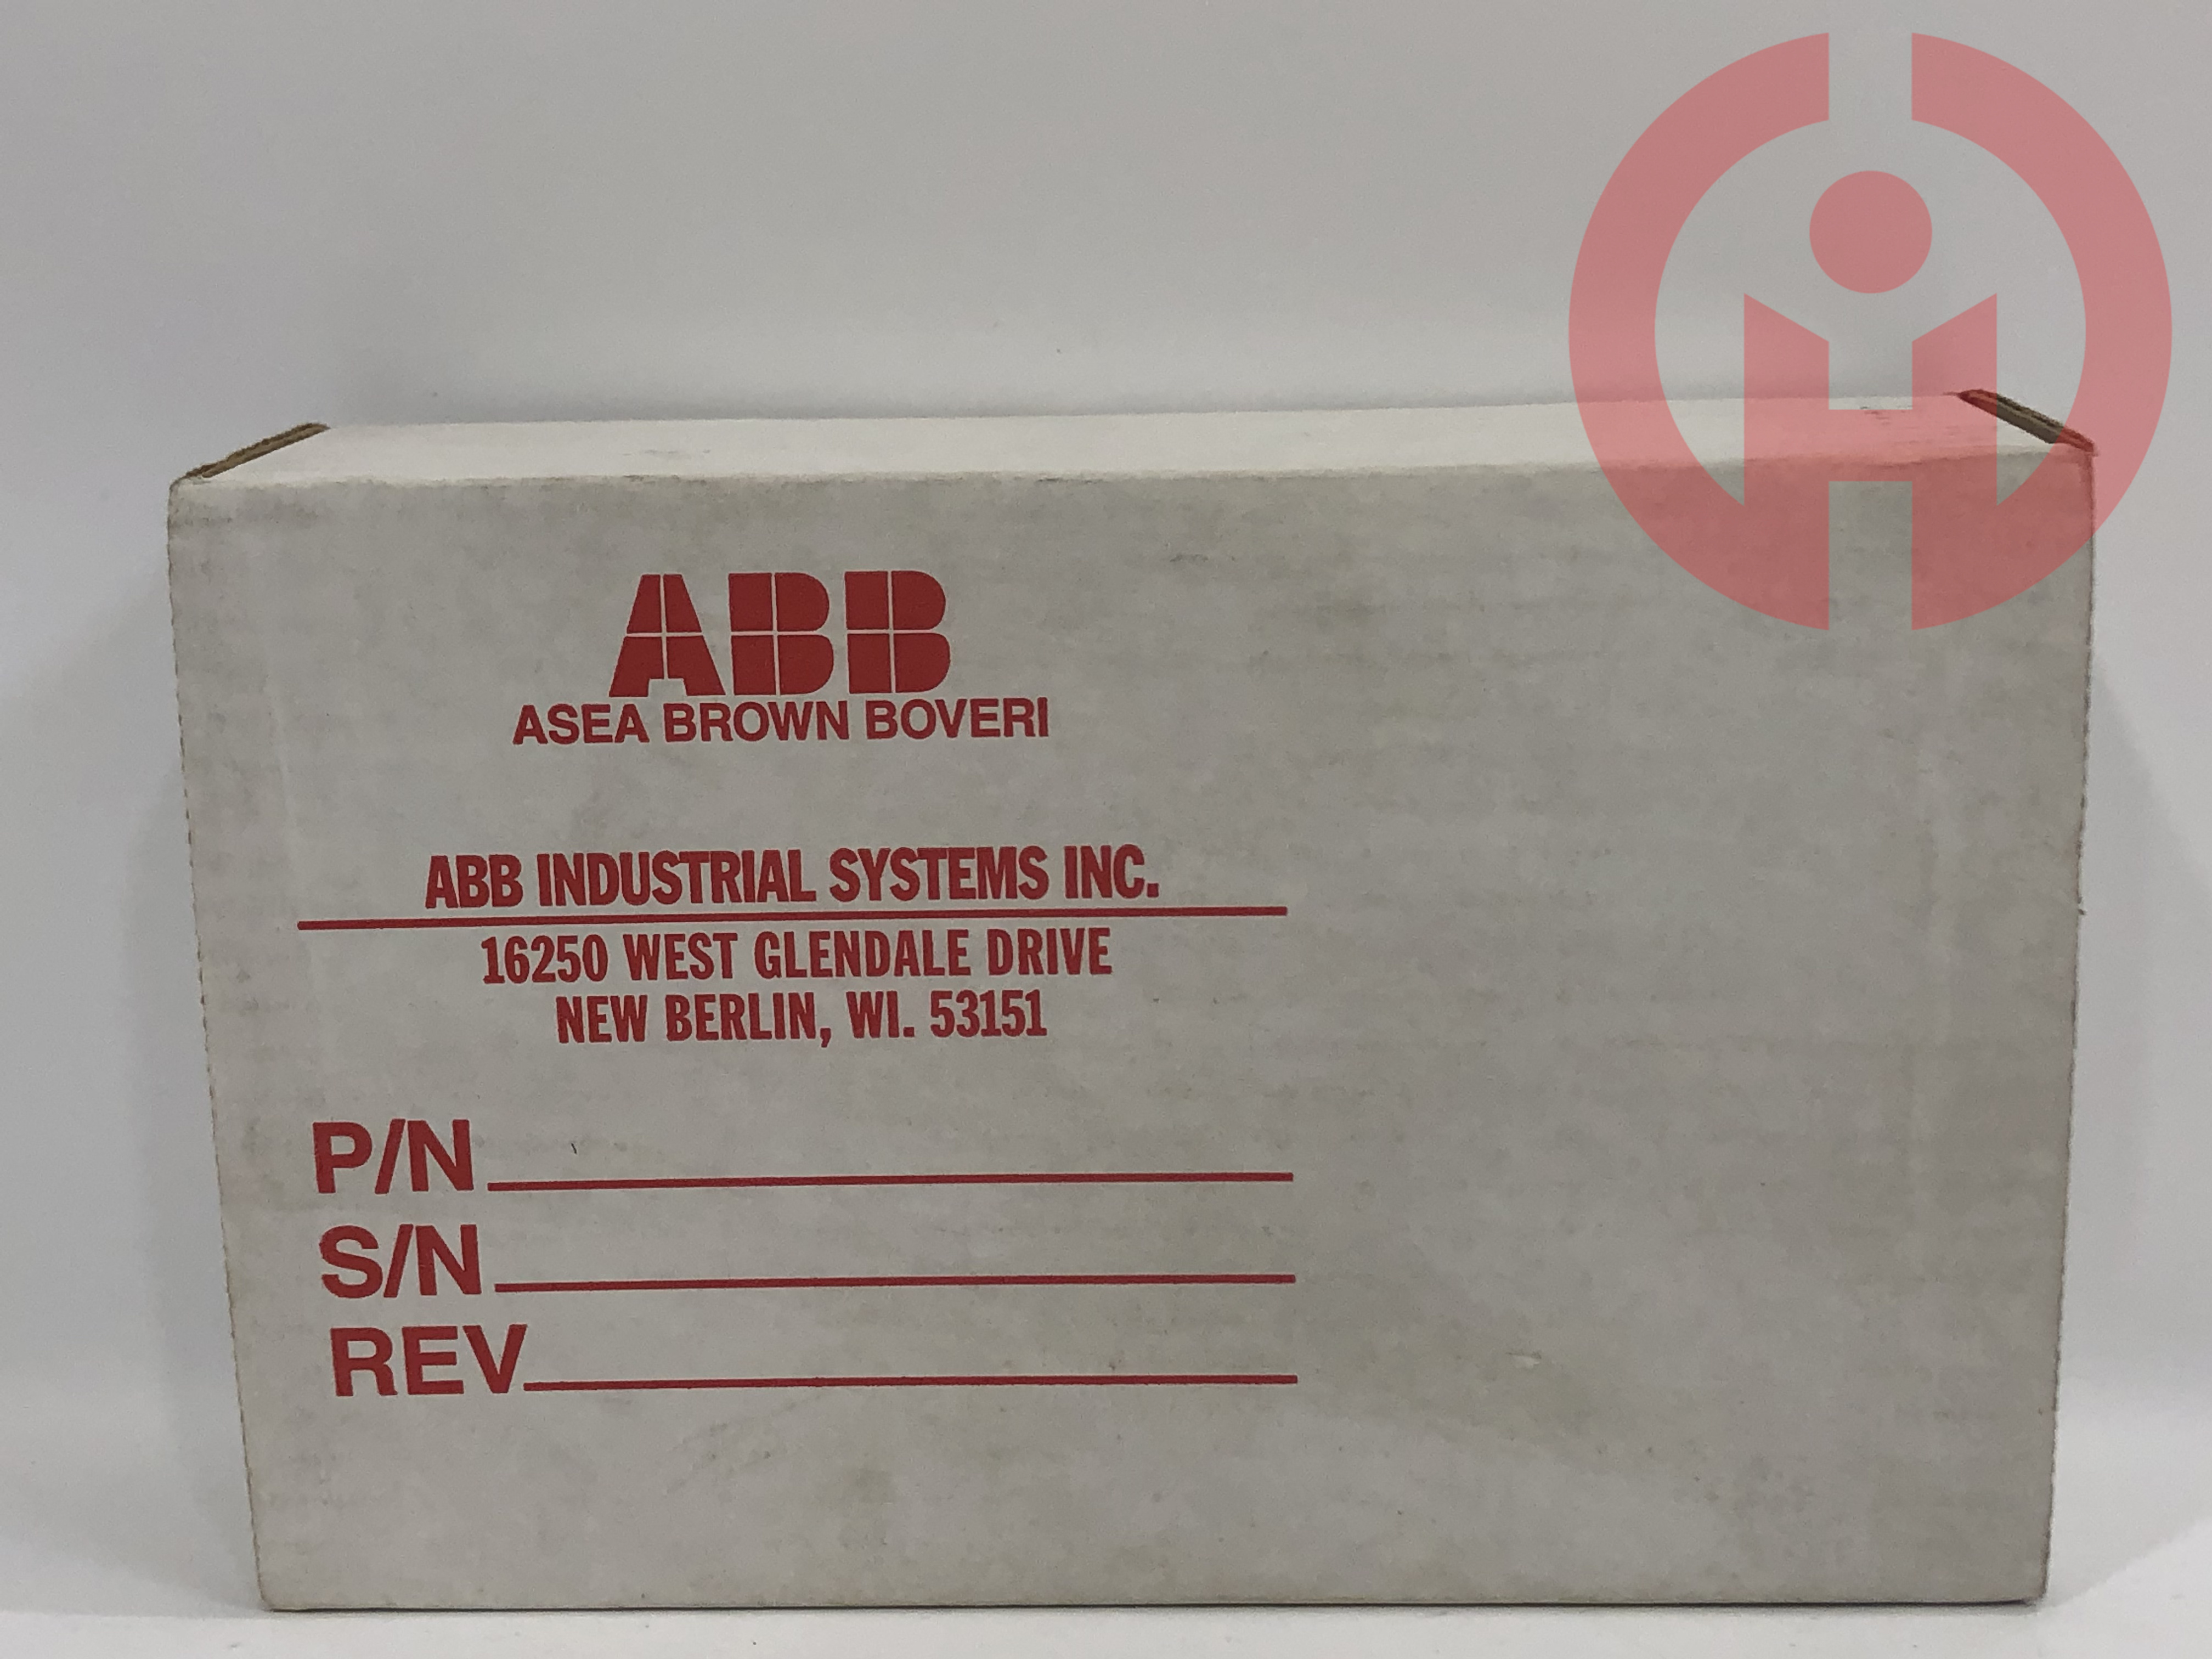 ABB
ASEA BROWN BOVERI
ABB INDUSTRIAL SYSTEMS INC.
16250 WEST GLENDALE DRIVE
NEW BERLIN, WI. 53151
P/N
S/N
REV